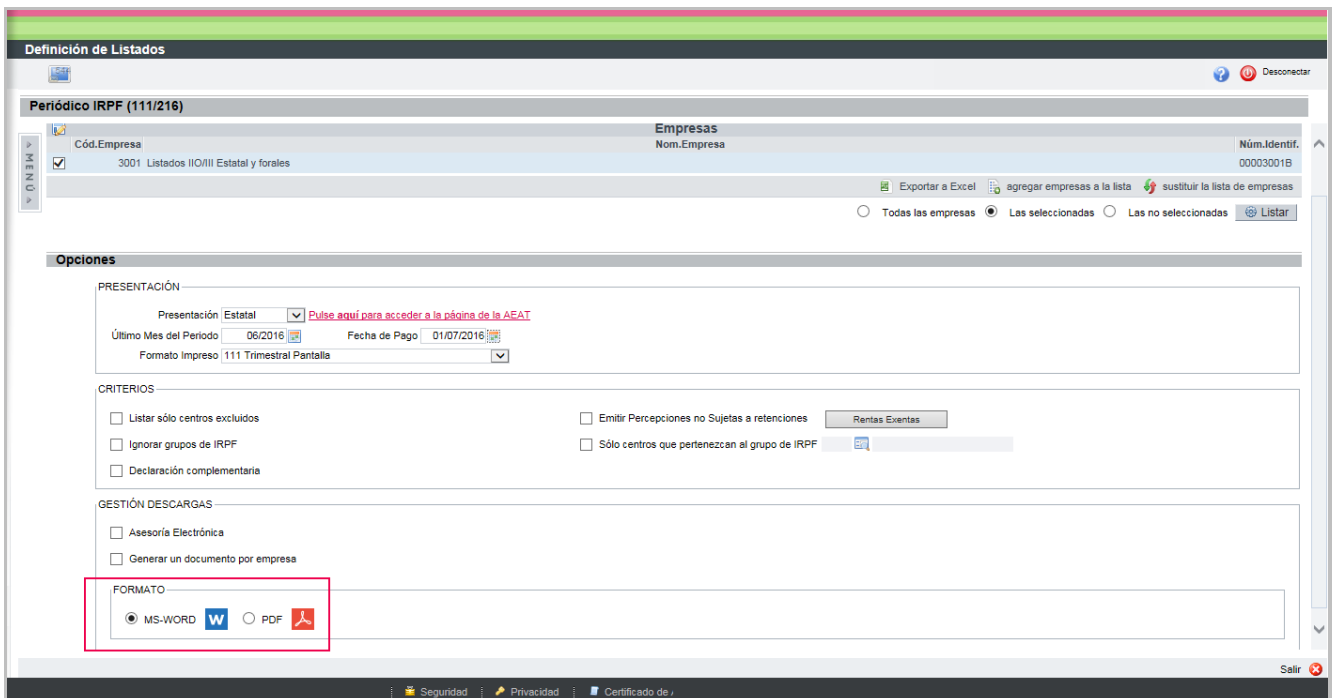 Definición de Listados
Desconectar
Periódico IRPF (111/216)
Empresas
Cód.Empresa Nom.Empresa Núm.Identif.
3001 Listados IIO/III Estatal y forales 00003001B
MENÚ
Exportar a Excel agregar empresas a la lista sustituir la lista de empresas
Todas las empresas Las seleccionadas Las no seleccionadas Listar
Opciones
PRESENTACIÓN
Presentación Estatal Pulse aquí para acceder a la página de la AEAT
Último Mes del Periodo 06/2016 Fecha de Pago 01/07/2016
Formato Impreso 111 Trimestral Pantalla
CRITERIOS
Listar sólo centros excluidos Emitir Percepciones no Sujetas a retenciones Rentas Exentas
Ignorar grupos de IRPF Sólo centros que pertenezcan al grupo de IRPF
Declaración complementaria
GESTIÓN DESCARGAS
Asesoría Electrónica
Generar un documento por empresa
FORMATO
MS-WORD W PDF
Salir
Seguridad Privacidad Certificado de